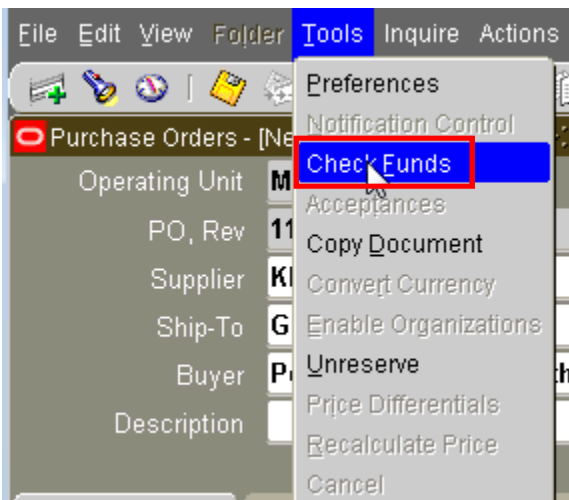 File Edit View Folder Tools Inquire Actions
Preferences
Notification Control
Purchase Orders - [Ne
Check Funds
Operating Unit M
Acceptances
PO, Rev 11
Copy Document
Supplier
Convert Currency
Ship-To G
Enable Organizations
Buyer
Unreserve
Price Differentials
Description
Recalculate Price
Cancel